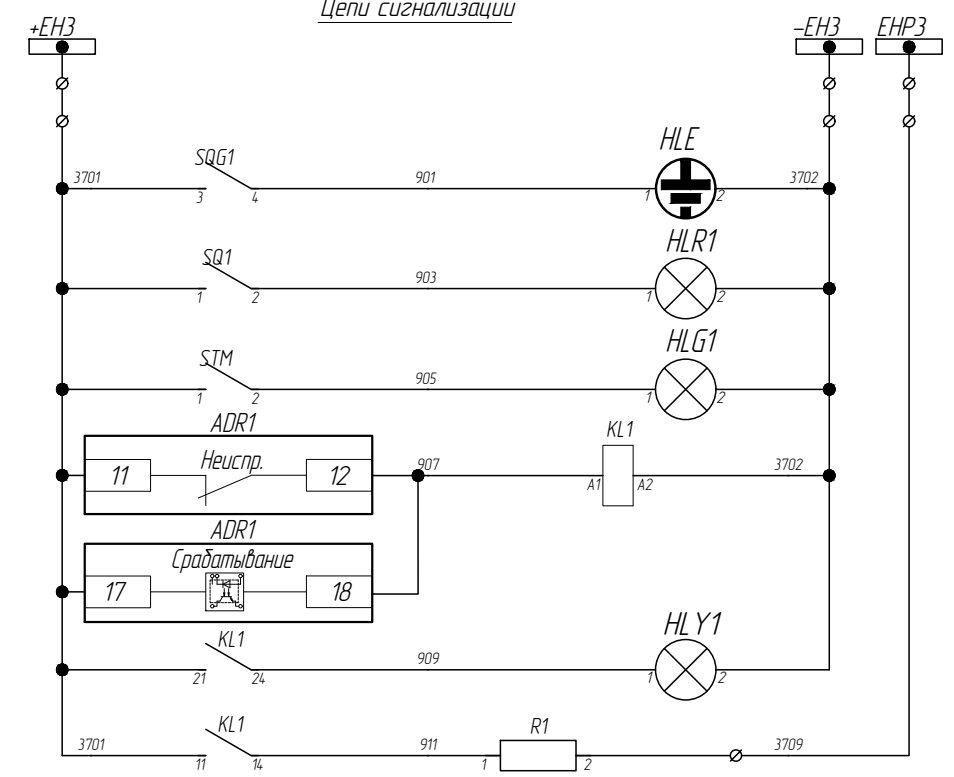 Цепи сигнализации
+EH3
–EH3
EHP3
3701
SQG1
3
4
901
HLE
1
2
3702
SQ1
1
2
903
HLR1
1
2
STM
1
2
905
HLG1
1
2
ADR1
11
Неиспр.
12
907
KL1
A1
A2
3702
ADR1
Срабатывание
17
18
KL1
21
24
909
HLY1
1
2
3701
KL1
11
14
911
R1
1
2
3709